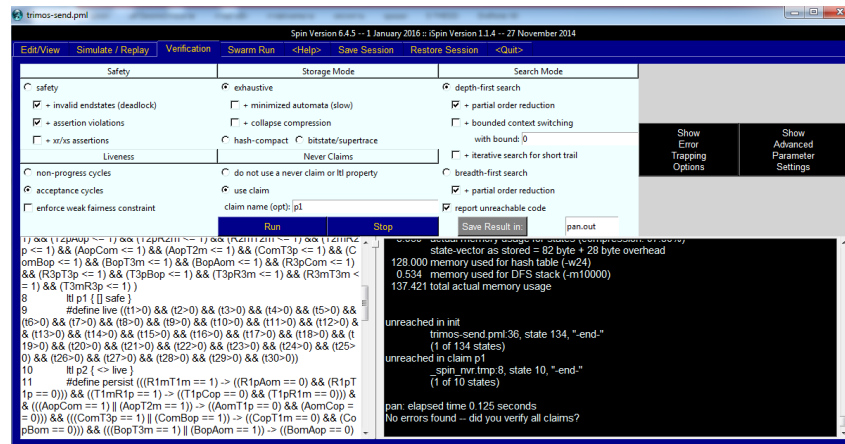 trimos-send.pml
Spin Version 6.4.5 -- 1 January 2016 :: iSpin Version 1.1.4 -- 27 November 2014
Edit/View Simulate / Replay Verification Swarm Run <Help> Save Session Restore Session <Quit>
Safety Storage Mode Search Mode
safety exhaustive depth-first search
+ invalid endstates (deadlock) + minimized automata (slow) + partial order reduction
+ assertion violations + collapse compression + bounded context switching
+ xr/xs assertions hash-compact bitstate/supertrace with bound: 0
Liveness Never Claims + iterative search for short trail
non-progress cycles do not use a never claim or ltl property breadth-first search
acceptance cycles use claim + partial order reduction
enforce weak fairness constraint claim name (opt): p1 report unreachable code
Run Stop Save Result in: pan.out
Show Error Trapping Options
Show Advanced Parameter Settings
p <= 1) && (AopCom <= 1) && (AopT2m <= 1) && (ComT3p <= 1) && (C
omBop <= 1) && (BopT3m <= 1) && (BopAom <= 1) && (R3pCom <= 1)
&& (R3pT3p <= 1) && (T3pBop <= 1) && (T3pR3m <= 1) && (R3mT3m <
= 1) && (T3mR3p <= 1) )
8 ltl p1 { [] safe }
9 #define live ((t1>0) && (t2>0) && (t3>0) && (t4>0) && (t5>0) &&
(t6>0) && (t7>0) && (t8>0) && (t9>0) && (t10>0) && (t11>0) && (t12>0) &
& (t13>0) && (t14>0) && (t15>0) && (t16>0) && (t17>0) && (t18>0) && (t
19>0) && (t20>0) && (t21>0) && (t22>0) && (t23>0) && (t24>0) && (t25>
0) && (t26>0) && (t27>0) && (t28>0) && (t29>0) && (t30>0))
10 ltl p2 { <> live }
11 #define persist (((R1mT1m == 1) -> ((R1pAom == 0) && (R1pT
1p == 0))) && ((T1mR1p == 1) -> ((T1pCop == 0) && (T1pR1m == 0))) &
& (((AopCom == 1) || (AopT2m == 1)) -> ((AomT1p == 0) && (AomCop =
= 0))) && (((ComT3p == 1) || (ComBop == 1)) -> ((CopT1m == 0) && (Co
pBom == 0))) && (((BopT3m == 1) || (BopAom == 1)) -> ((BomAop == 0)
state-vector as stored = 82 byte + 28 byte overhead
128.000 memory used for hash table (-w24)
0.534 memory used for DFS stack (-m10000)
137.421 total actual memory usage
unreached in init
trimos-send.pml:36, state 134, "-end-"
(1 of 134 states)
unreached in claim p1
_spin_nvr.tmp:8, state 10, "-end-"
(1 of 10 states)
pan: elapsed time 0.125 seconds
No errors found -- did you verify all claims?